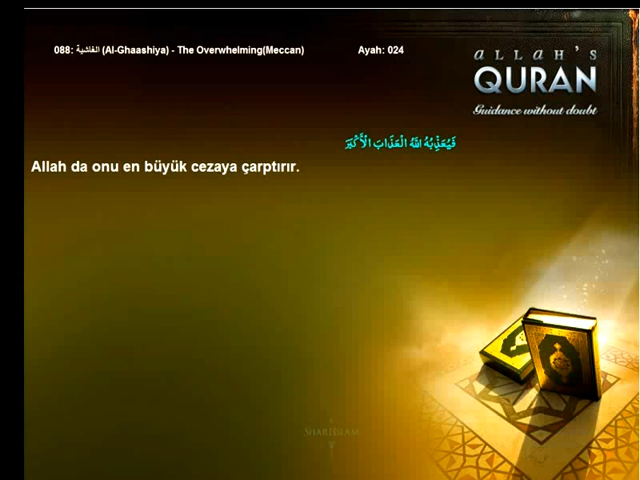 088: الغاشية (Al-Ghaashiya) - The Overwhelming(Meccan) Ayah: 024
ALLAH'S
QURAN
Guidance without doubt
فَيُعَذِّبُهُ اللَّهُ الْعَذَابَ الْأَكْبَرَ
Allah da onu en büyük cezaya çarptırır.
SHARIISLAM